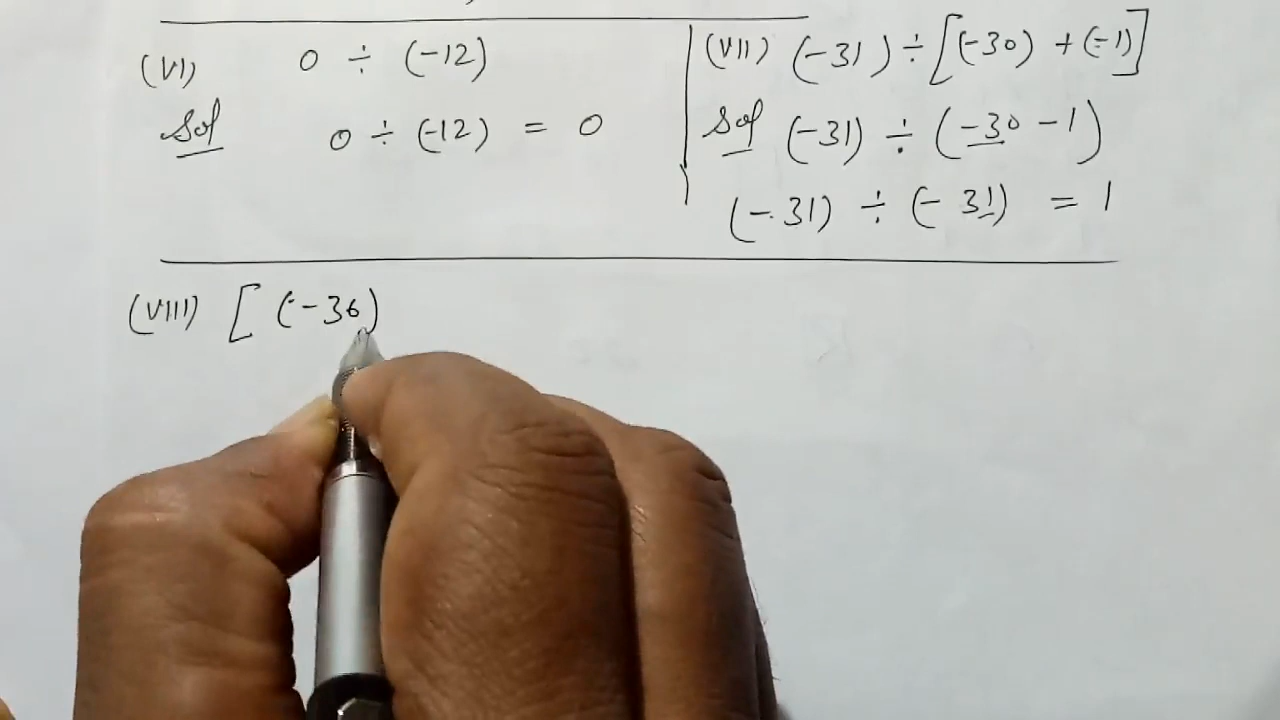 (VI) 0 ÷ (-12)
Sol 0 ÷ (-12) = 0
(VII) (-31) ÷ [(-30) + (-1)]
Sol (-31) ÷ (-30 - 1)
(-31) ÷ (-31) = 1
(VIII) [ (-36)